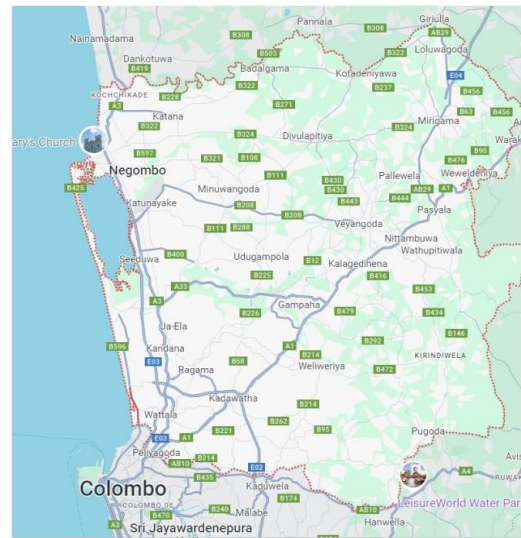 Pannala
Giriulla
Nainamadama
B308
B308
AB29
B322
Loluwagoda
Dankotuwa
B503
B419
Badalgama
Kotadeniyawa
E04
B322
B237
B456
KOCHCHIKADE
B228
A3
B271
Katana
Mirigama
B63
B456
B322
B324
Divulapitiya
B324
ary's Church
B90
B597
B321
B108
B476
Negombo
B111
Pallewela
Weweldeniya
B425
Minuwangoda
B430
B430
AB29
A1
Katunayake
B443
B444
B208
B208
Pasyala
B111
B288
Veyangoda
Nittambuwa
Seeduwa
B400
Udugampola
B12
Wathupitiwala
Kalagedihena
B225
B416
A33
B453
A3
Gampaha
B226
B479
B434
Ja-Ela
B596
A1
B292
B146
Kandana
B214
KIRINDIWELA
E03
B58
Ragama
Weliweriya
B472
Kadawatha
B214
Wattala
B262
B95
Pugoda
E03
A1
B221
Peliyagoda
B214
AB10
E02
B435
Colombo
Kaduwela
A4
B174
LeisureWorld Water Par
COLOMBO 08
B240
Malabe
AB10
B470
A2
Sri Jayawardenepura
Hanwella